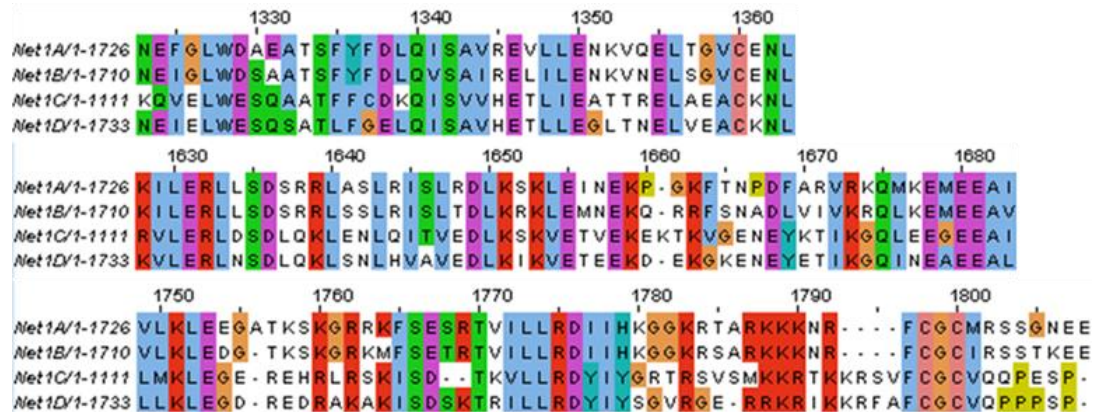 1330 1340 1350 1360
Net1A/1-1726 NEFGLWDAEATSFYFDLQISAVREVLLENKVQELTGVCENL
Net1B/1-1710 NEIGLWDSAATSFYFDLQVSAIRELILENKVNELSGVCENL
Net1C/1-1111 KQVELWESQAATFFCDKQISVVHETLIEATTRELAEACKNL
Net1D/1-1733 NEIELWESQSATLFGELQISAVHETLLEGLTNELVEACKNL
1630 1640 1650 1660 1670 1680
Net1A/1-1726 KILERLLSDSRRLASLRISLRDLKSKLEINEKP-GKFTNPDFARVRKQMKEMEEAI
Net1B/1-1710 KILERLLSDSRRLSSLRISLTDLKRKLEMNEKQ-RRFSNADLVIVKRQLKEMEEAV
Net1C/1-1111 RVLERLDSDLQKLENLQITVEDLKSKVETVEKEKTKVGENEYKTIKGQLEEGEEAI
Net1D/1-1733 KVLERLNSDLQKLSNLHVAVEDLKIKVETEEKD-EKGKENEYETIKGQINEAEEAL
1750 1760 1770 1780 1790 1800
Net1A/1-1726 VLKLEEGATKSKGRRKFSESRTVILLRDIIHKGGKRTARKKKNR----FCGCMRSSGNEE
Net1B/1-1710 VLKLEDG-TKSKGRKMFSETRTVILLRDIIHKGGKRSARKKKNR----FCGCIRSSTKEE
Net1C/1-1111 LMKLEGE-REHRLRSKISD--TKVLLRDYIYGRTRSVSMKKRTKKRSVFCGCVQQPESP-
Net1D/1-1733 LLKLEGD-REDRAKAKISDSKTRILLRDYIYSGVRGE-RRKRIKKRSAFCGCVQPPPSP-